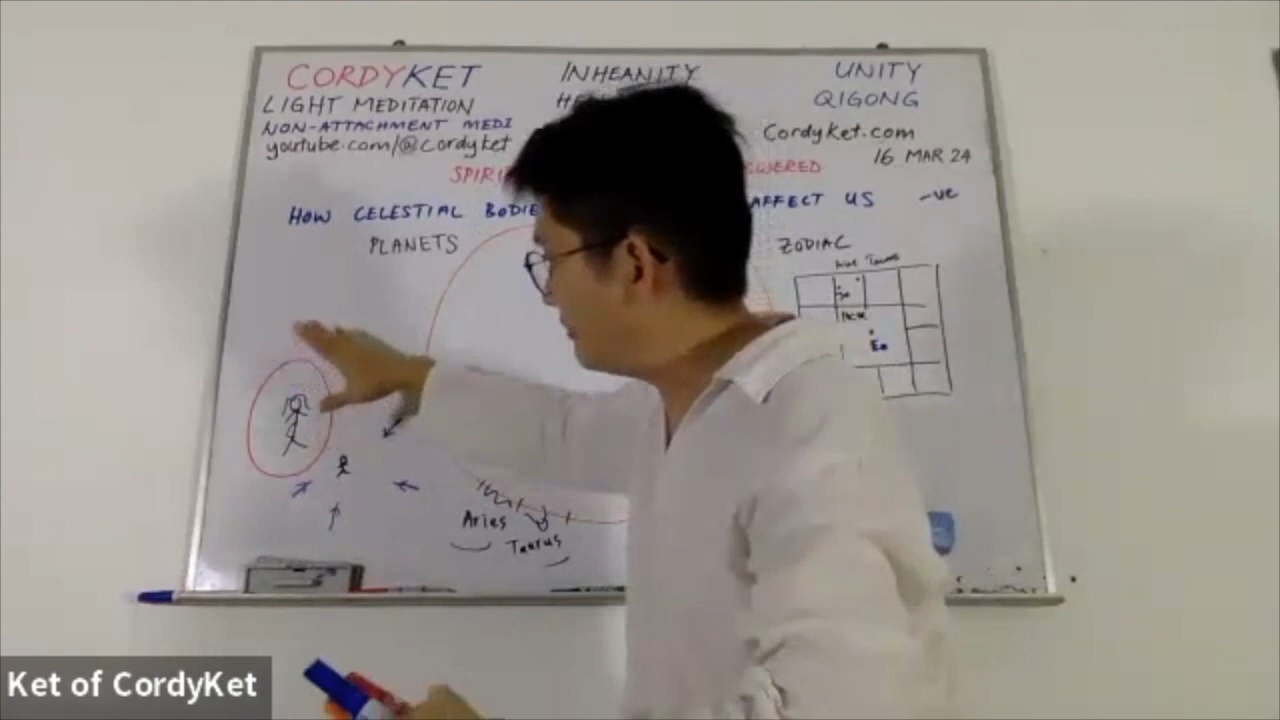 CORDYKET
INHEANITY
UNITY
LIGHT MEDITATION
QIGONG
NON-ATTACHMENT MEDI
CordyKet.com
youtube.com/@Cordyket
16 MAR 24
HOW CELESTIAL BODIE
AFFECT US -ve
PLANETS
ZODIAC
Aries
Taurus
Ket of CordyKet